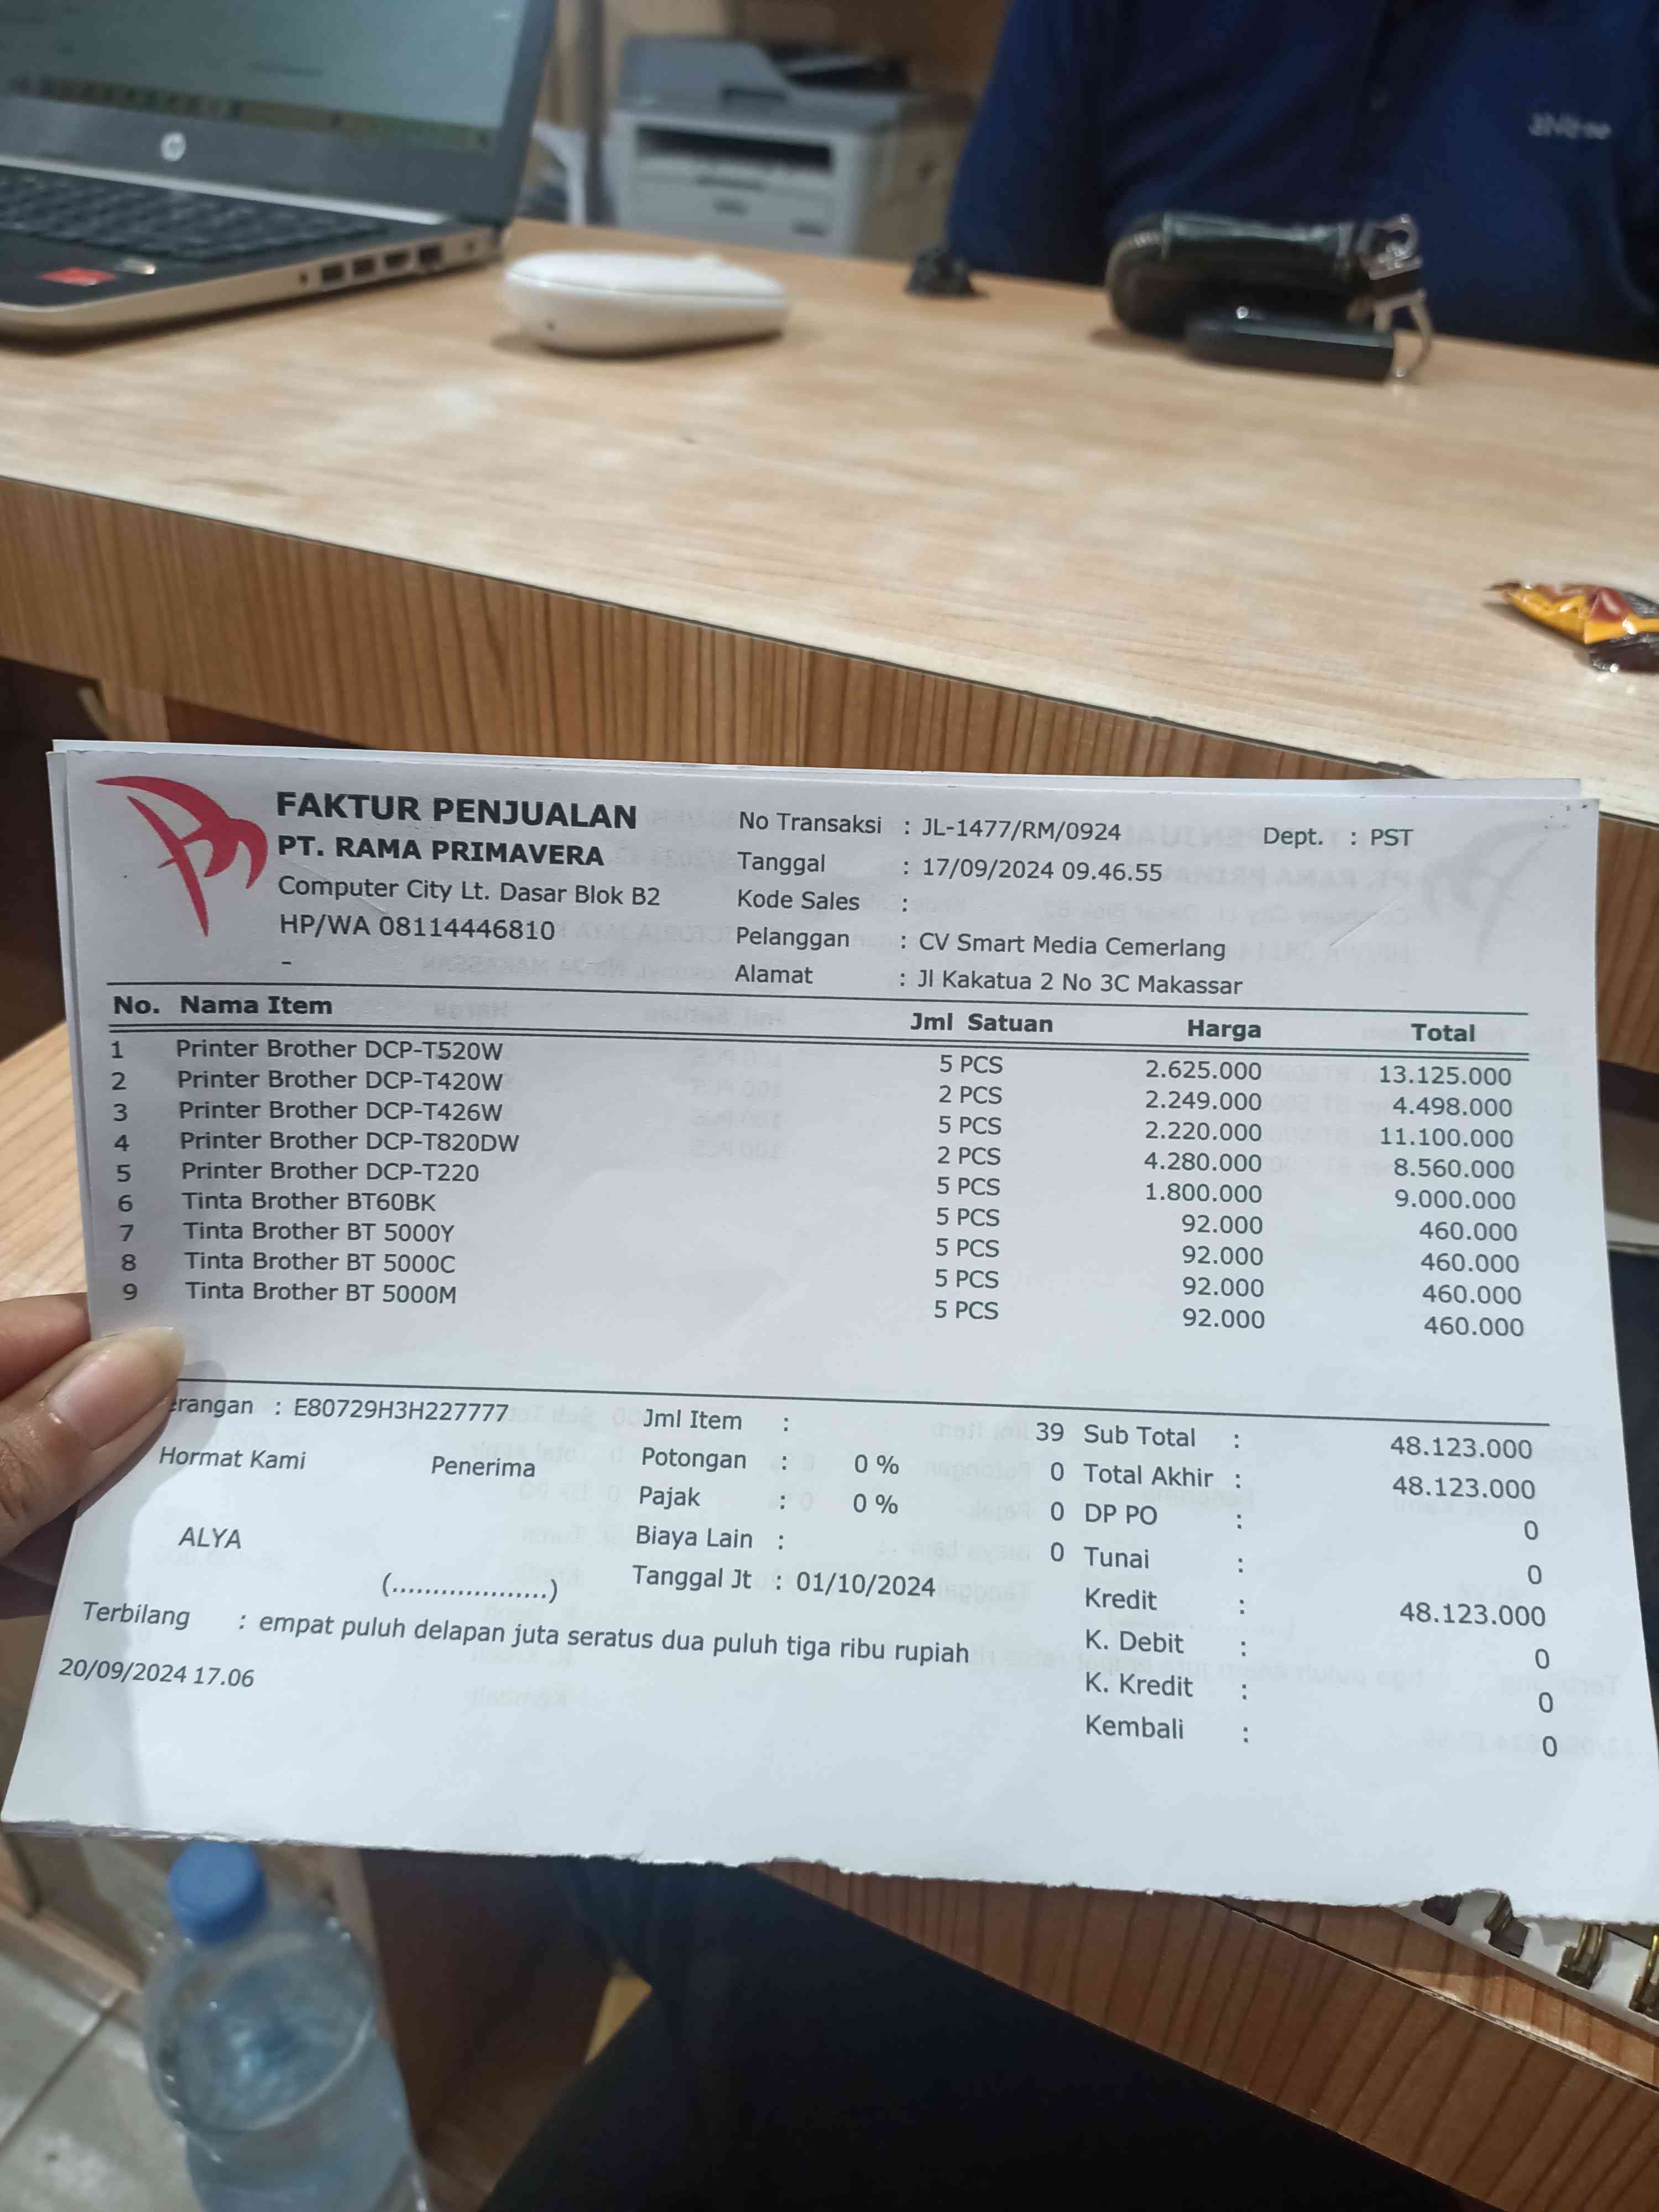 FAKTUR PENJUALAN
PT. RAMA PRIMAVERA
Computer City Lt. Dasar Blok B2
HP/WA 08114446810
-
No Transaksi : JL-1477/RM/0924 Dept. : PST
Tanggal : 17/09/2024 09.46.55
Kode Sales :
Pelanggan : CV Smart Media Cemerlang
Alamat : Jl Kakatua 2 No 3C Makassar
No. Nama Item Jml Satuan Harga Total
1 Printer Brother DCP-T520W 5 PCS 2.625.000 13.125.000
2 Printer Brother DCP-T420W 2 PCS 2.249.000 4.498.000
3 Printer Brother DCP-T426W 5 PCS 2.220.000 11.100.000
4 Printer Brother DCP-T820DW 2 PCS 4.280.000 8.560.000
5 Printer Brother DCP-T220 5 PCS 1.800.000 9.000.000
6 Tinta Brother BT60BK 5 PCS 92.000 460.000
7 Tinta Brother BT 5000Y 5 PCS 92.000 460.000
8 Tinta Brother BT 5000C 5 PCS 92.000 460.000
9 Tinta Brother BT 5000M 5 PCS 92.000 460.000
erangan : E80729H3H227777 Jml Item : 39 Sub Total : 48.123.000
Hormat Kami Penerima Potongan : 0 % 0 Total Akhir : 48.123.000
Pajak : 0 % 0 DP PO : 0
ALYA Biaya Lain : 0 Tunai : 0
(...................) Tanggal Jt : 01/10/2024 Kredit : 48.123.000
Terbilang : empat puluh delapan juta seratus dua puluh tiga ribu rupiah K. Debit : 0
20/09/2024 17.06 K. Kredit : 0
Kembali : 0